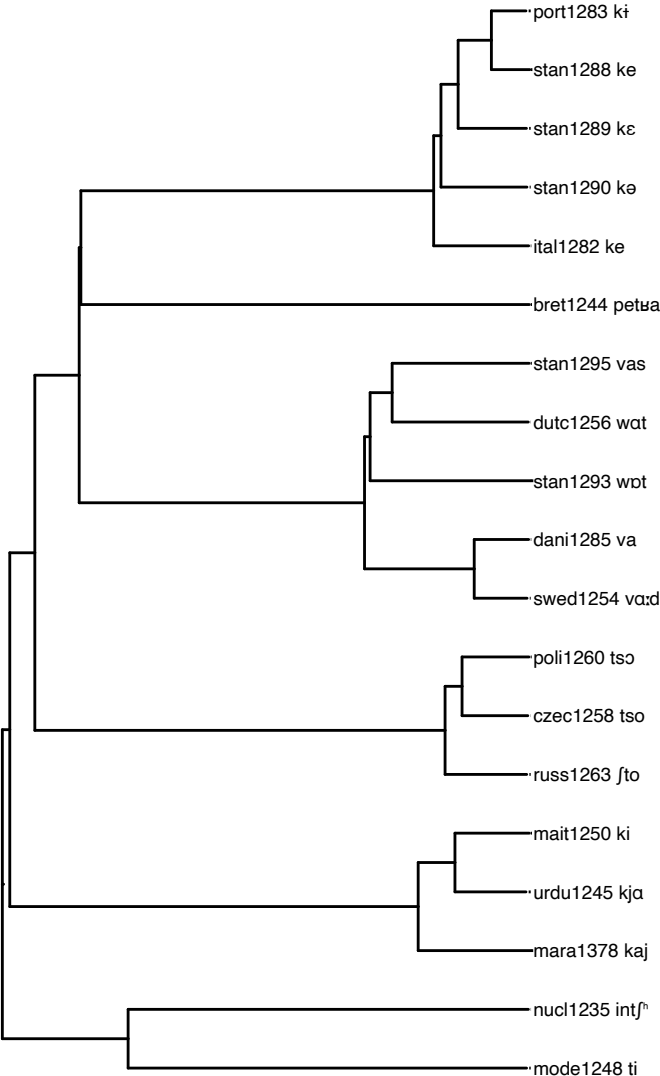 port1283 kɨ
stan1288 ke
stan1289 kɛ
stan1290 kə
ital1282 ke
bret1244 petʁa
stan1295 vas
dutc1256 wɑt
stan1293 wɒt
dani1285 va
swed1254 vɑːd
poli1260 tsɔ
czec1258 tso
russ1263 ʃto
mait1250 ki
urdu1245 kjɑ
mara1378 kaj
nucl1235 intʃʰ
mode1248 ti